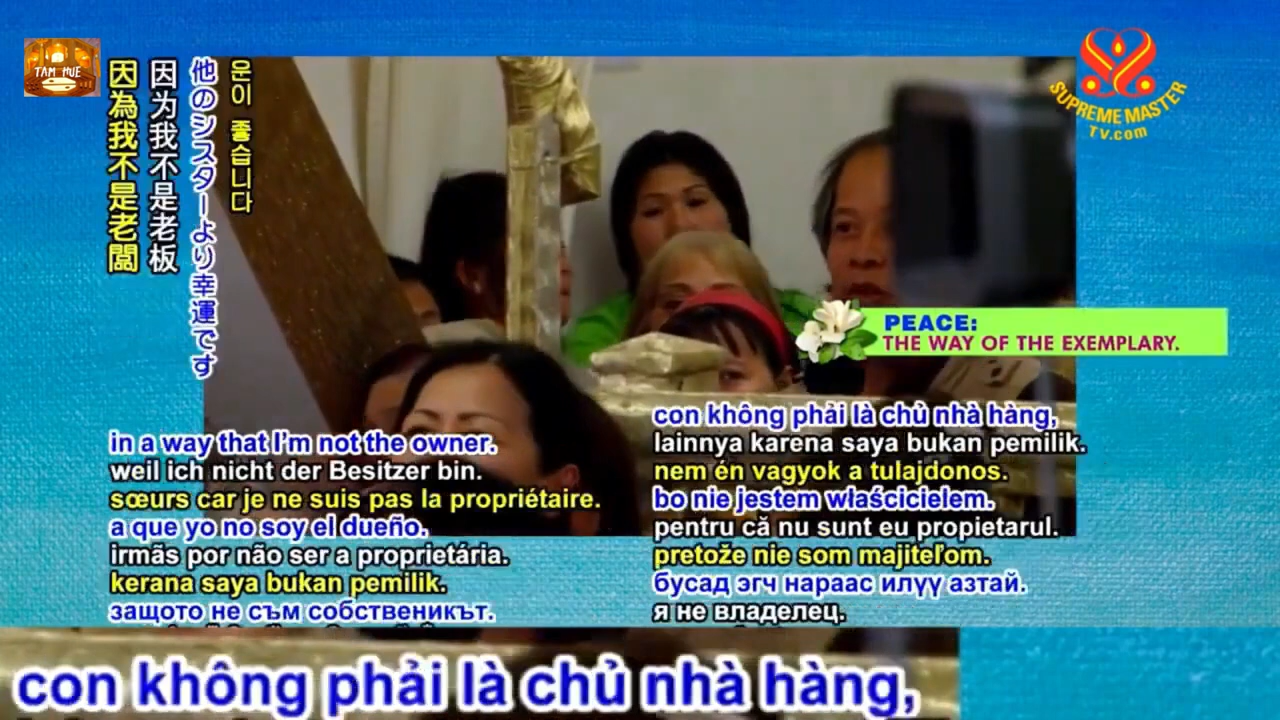 TAM HUE
因為我不是老闆
因为我不是老板
他のシスターより幸運です
운이 좋습니다
SUPREME MASTER
TV.com
PEACE:
THE WAY OF THE EXEMPLARY.
in a way that I'm not the owner.
weil ich nicht der Besitzer bin.
sœurs car je ne suis pas la propriétaire.
a que yo no soy el dueño.
irmãs por não ser a proprietária.
kerana saya bukan pemilik.
защото не съм собственикът.
con không phải là chủ nhà hàng,
lainnya karena saya bukan pemilik.
nem én vagyok a tulajdonos.
bo nie jestem właścicielem.
pentru că nu sunt eu propietarul.
pretože nie som majiteľom.
бусад эгч нараас илүү азтай.
я не владелец.
con không phải là chủ nhà hàng,